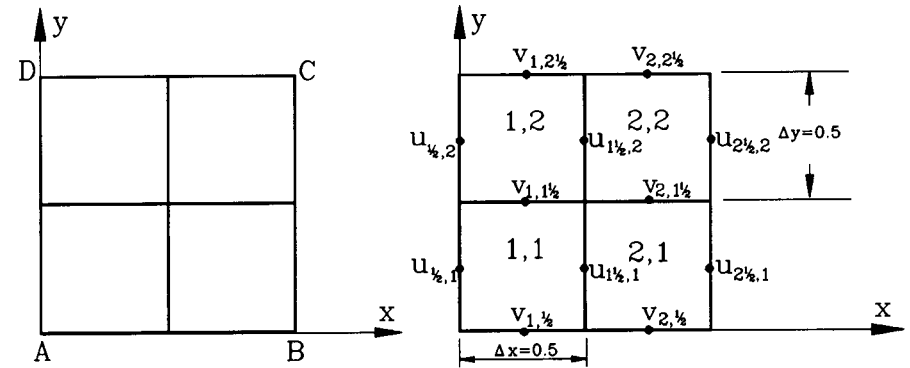 y
D
C
A
B
x
y
v1,2½
v2,2½
1,2
2,2
u½,2
u1½,2
u2½,2
Δy=0.5
v1,1½
v2,1½
1,1
2,1
u½,1
u1½,1
u2½,1
v1,½
v2,½
x
Δx=0.5